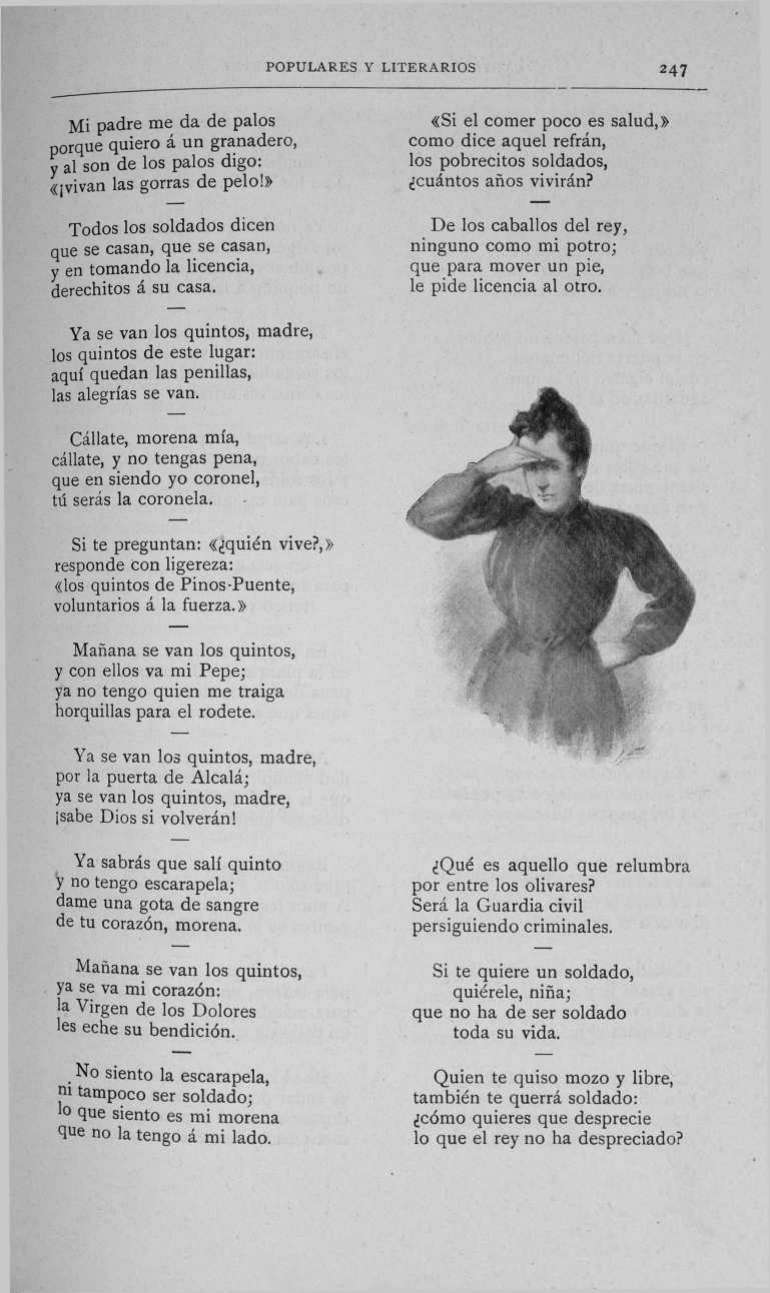 POPULARES Y LITERARIOS 247
Mi padre me da de palos
porque quiero á un granadero,
y al son de los palos digo:
«¡vivan las gorras de pelo!»
Todos los soldados dicen
que se casan, que se casan,
y en tomando la licencia,
derechitos á su casa.
Ya se van los quintos, madre,
los quintos de este lugar:
aquí quedan las penillas,
las alegrías se van.
Cállate, morena mía,
cállate, y no tengas pena,
que en siendo yo coronel,
tú serás la coronela.
Si te preguntan: «¿quién vive?,»
responde con ligereza:
«los quintos de Pinos-Puente,
voluntarios á la fuerza.»
Mañana se van los quintos,
y con ellos va mi Pepe;
ya no tengo quien me traiga
horquillas para el rodete.
Ya se van los quintos, madre,
por la puerta de Alcalá;
ya se van los quintos, madre,
¡sabe Dios si volverán!
Ya sabrás que salí quinto
y no tengo escarapela;
dame una gota de sangre
de tu corazón, morena.
Mañana se van los quintos,
ya se va mi corazón:
la Virgen de los Dolores
les eche su bendición.
No siento la escarapela,
ni tampoco ser soldado;
lo que siento es mi morena
que no la tengo á mi lado.
«Si el comer poco es salud,»
como dice aquel refrán,
los pobrecitos soldados,
¿cuántos años vivirán?
De los caballos del rey,
ninguno como mi potro;
que para mover un pie,
le pide licencia al otro.
¿Qué es aquello que relumbra
por entre los olivares?
Será la Guardia civil
persiguiendo criminales.
Si te quiere un soldado,
quiérele, niña;
que no ha de ser soldado
toda su vida.
Quien te quiso mozo y libre,
también te querrá soldado:
¿cómo quieres que desprecie
lo que el rey no ha despreciado?